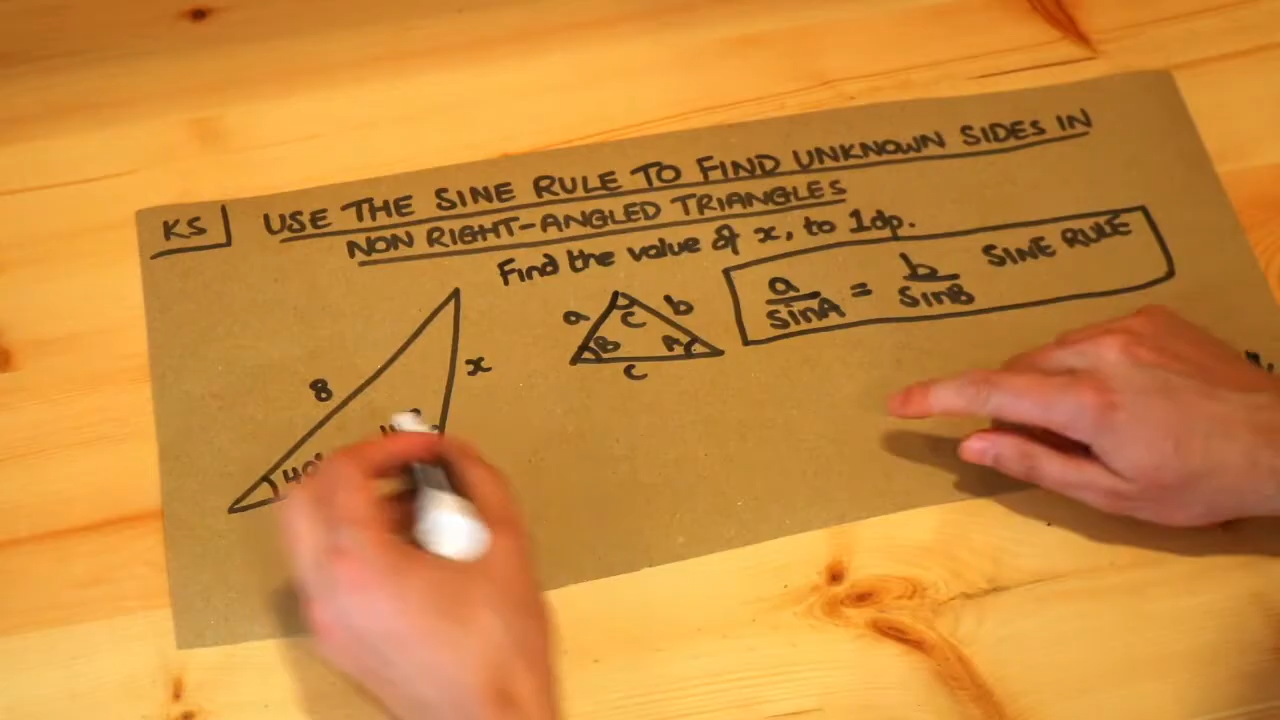 KS
USE THE SINE RULE TO FIND UNKNOWN SIDES IN
NON RIGHT-ANGLED TRIANGLES
Find the value of x, to 1dp.
a/sinA = b/sinB SINE RULE
a
C
b
B
A
c
8
x
40°